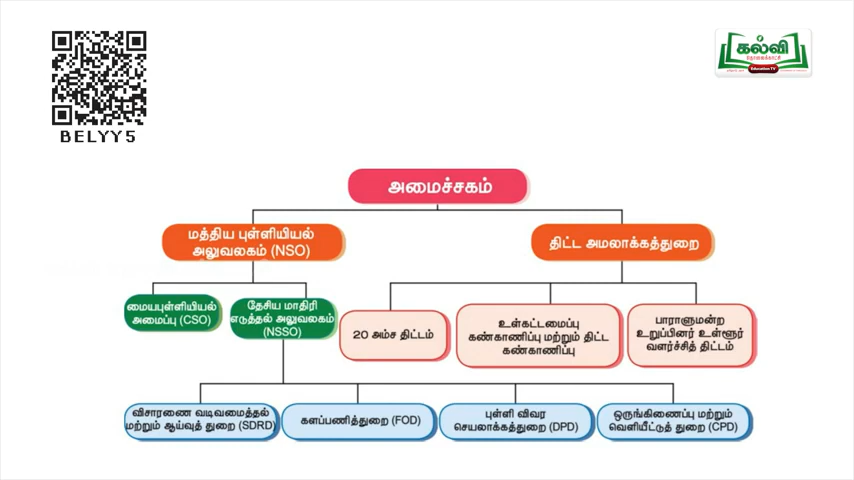 கல்வி
தொலைக்காட்சி
Education TV
BELYY5
அமைச்சகம்
மத்திய புள்ளியியல்
அலுவலகம் (NSO)
திட்ட அமலாக்கத்துறை
மையபுள்ளியியல்
அமைப்பு (CSO)
தேசிய மாதிரி
எடுத்தல் அலுவலகம்
(NSSO)
20 அம்ச திட்டம்
உள்கட்டமைப்பு
கண்காணிப்பு மற்றும் திட்ட
கண்காணிப்பு
பாராளுமன்ற
உறுப்பினர் உள்ளூர்
வளர்ச்சித் திட்டம்
விசாரணை வடிவமைத்தல்
மற்றும் ஆய்வுத் துறை (SDRD)
களப்பணித்துறை (FOD)
புள்ளி விவர
செயலாக்கத்துறை (DPD)
ஒருங்கிணைப்பு மற்றும்
வெளியீட்டுத் துறை (CPD)